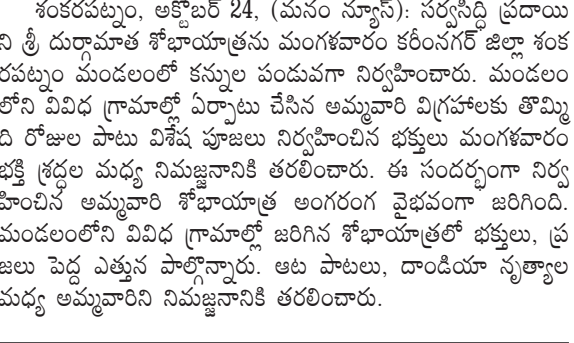 శంకరపట్నం, అక్టోబర్ 24, (మనం న్యూస్): సర్వసిద్ధి ప్రదాయి
ని శ్రీ దుర్గామాత శోభాయాత్రను మంగళవారం కరీంనగర్ జిల్లా శంక
రపట్నం మండలంలో కన్నుల పండువగా నిర్వహించారు. మండలం
లోని వివిధ గ్రామాల్లో ఏర్పాటు చేసిన అమ్మవారి విగ్రహాలకు తొమ్మి
ది రోజుల పాటు విశేష పూజలు నిర్వహించిన భక్తులు మంగళవారం
భక్తి శ్రద్ధల మధ్య నిమజ్జనానికి తరలించారు. ఈ సందర్భంగా నిర్వ
హించిన అమ్మవారి శోభాయాత్ర అంగరంగ వైభవంగా జరిగింది.
మండలంలోని వివిధ గ్రామాల్లో జరిగిన శోభాయాత్రలో భక్తులు, ప్ర
జలు పెద్ద ఎత్తున పాల్గొన్నారు. ఆట పాటలు, దాండియా నృత్యాల
మధ్య అమ్మవారిని నిమజ్జనానికి తరలించారు.